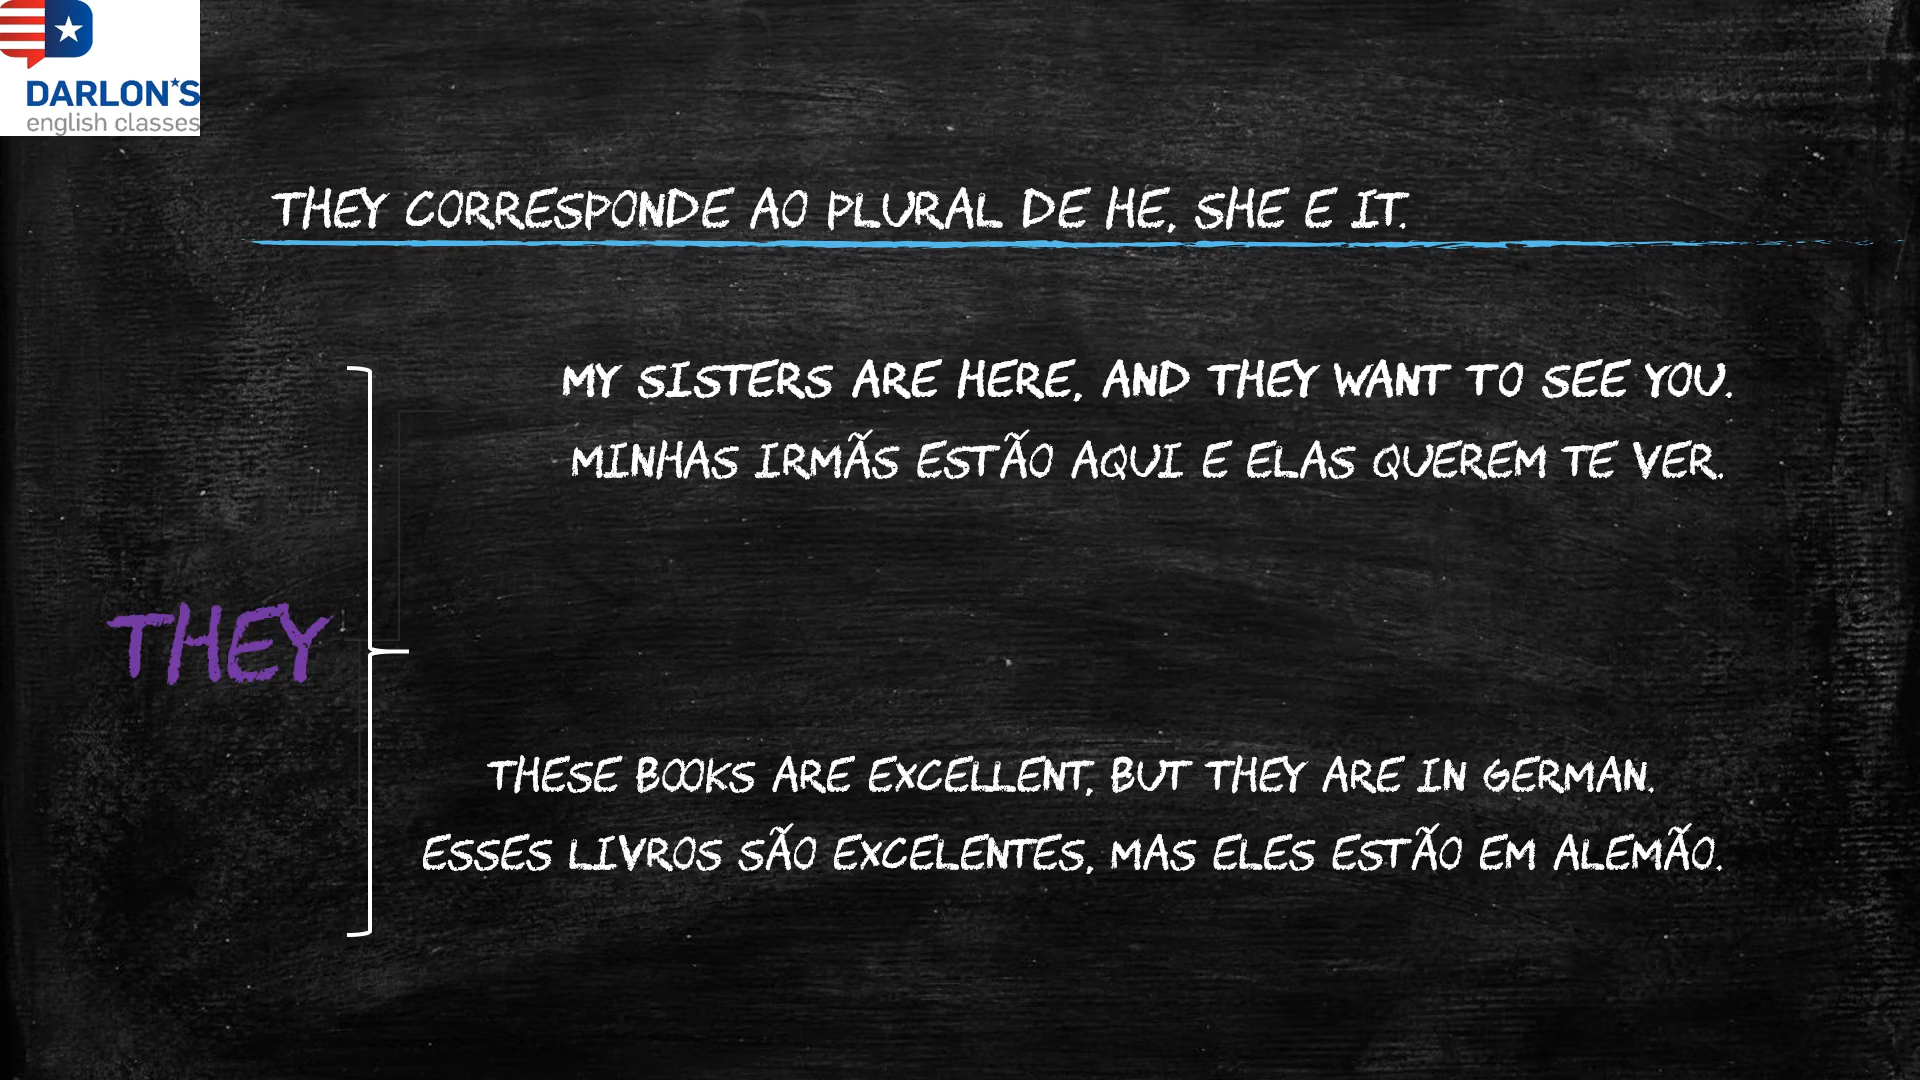 DARLON'S
english classes
THEY CORRESPONDE AO PLURAL DE HE, SHE E IT.
MY SISTERS ARE HERE, AND THEY WANT TO SEE YOU.
MINHAS IRMÃS ESTÃO AQUI E ELAS QUEREM TE VER.
THEY
THESE BOOKS ARE EXCELLENT, BUT THEY ARE IN GERMAN.
ESSES LIVROS SÃO EXCELENTES, MAS ELES ESTÃO EM ALEMÃO.